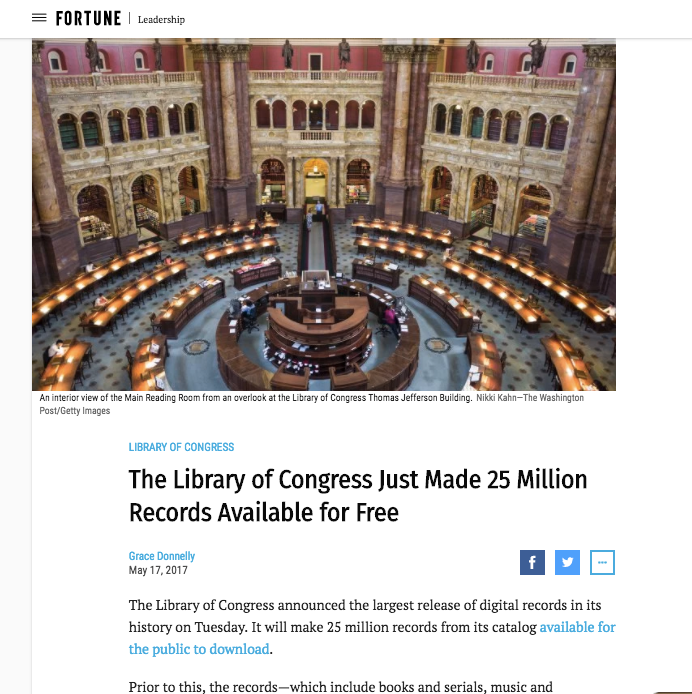 FORTUNE | Leadership
An interior view of the Main Reading Room from an overlook at the Library of Congress Thomas Jefferson Building. Nikki Kahn—The Washington
Post/Getty Images
LIBRARY OF CONGRESS
The Library of Congress Just Made 25 Million
Records Available for Free
Grace Donnelly
May 17, 2017
The Library of Congress announced the largest release of digital records in its
history on Tuesday. It will make 25 million records from its catalog available for
the public to download.
Prior to this, the records—which include books and serials, music and